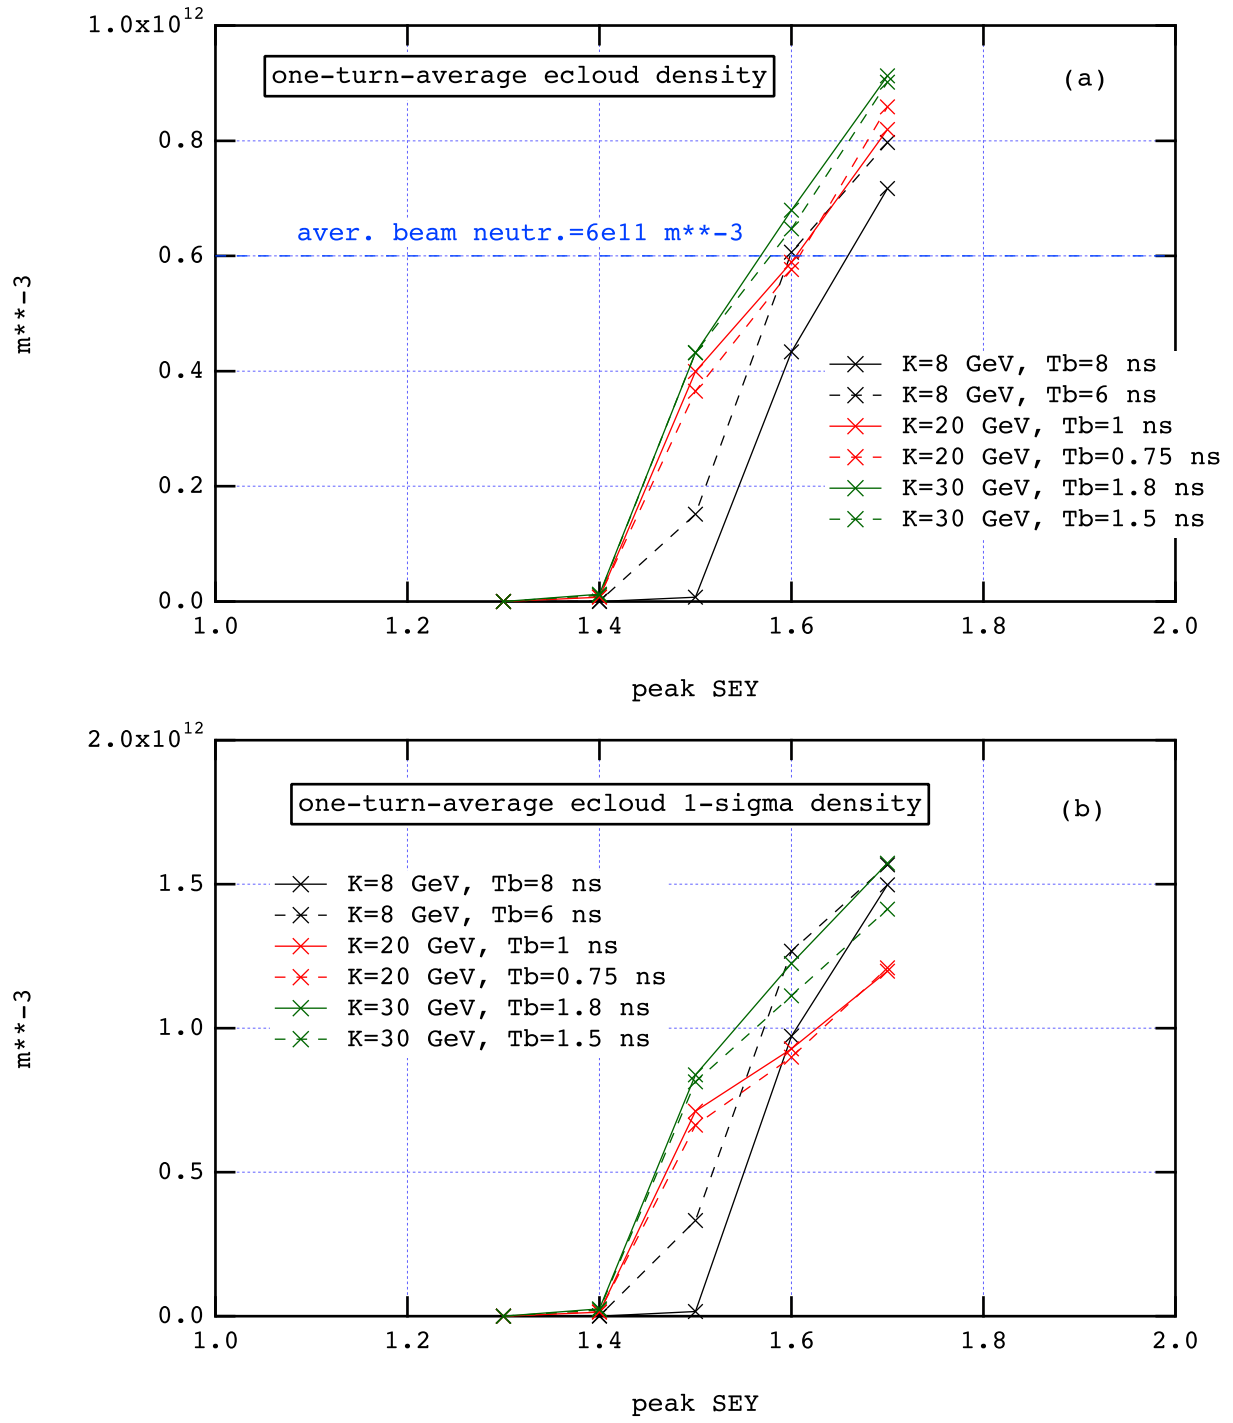 1.0x10^12
one-turn-average ecloud density
(a)
0.8
aver. beam neutr.=6e11 m**-3
0.6
m**-3
0.4
K=8 GeV, Tb=8 ns
K=8 GeV, Tb=6 ns
K=20 GeV, Tb=1 ns
K=20 GeV, Tb=0.75 ns
K=30 GeV, Tb=1.8 ns
K=30 GeV, Tb=1.5 ns
0.2
0.0
1.0 1.2 1.4 1.6 1.8 2.0
peak SEY
2.0x10^12
one-turn-average ecloud 1-sigma density
(b)
1.5
K=8 GeV, Tb=8 ns
K=8 GeV, Tb=6 ns
K=20 GeV, Tb=1 ns
K=20 GeV, Tb=0.75 ns
K=30 GeV, Tb=1.8 ns
K=30 GeV, Tb=1.5 ns
1.0
m**-3
0.5
0.0
1.0 1.2 1.4 1.6 1.8 2.0
peak SEY